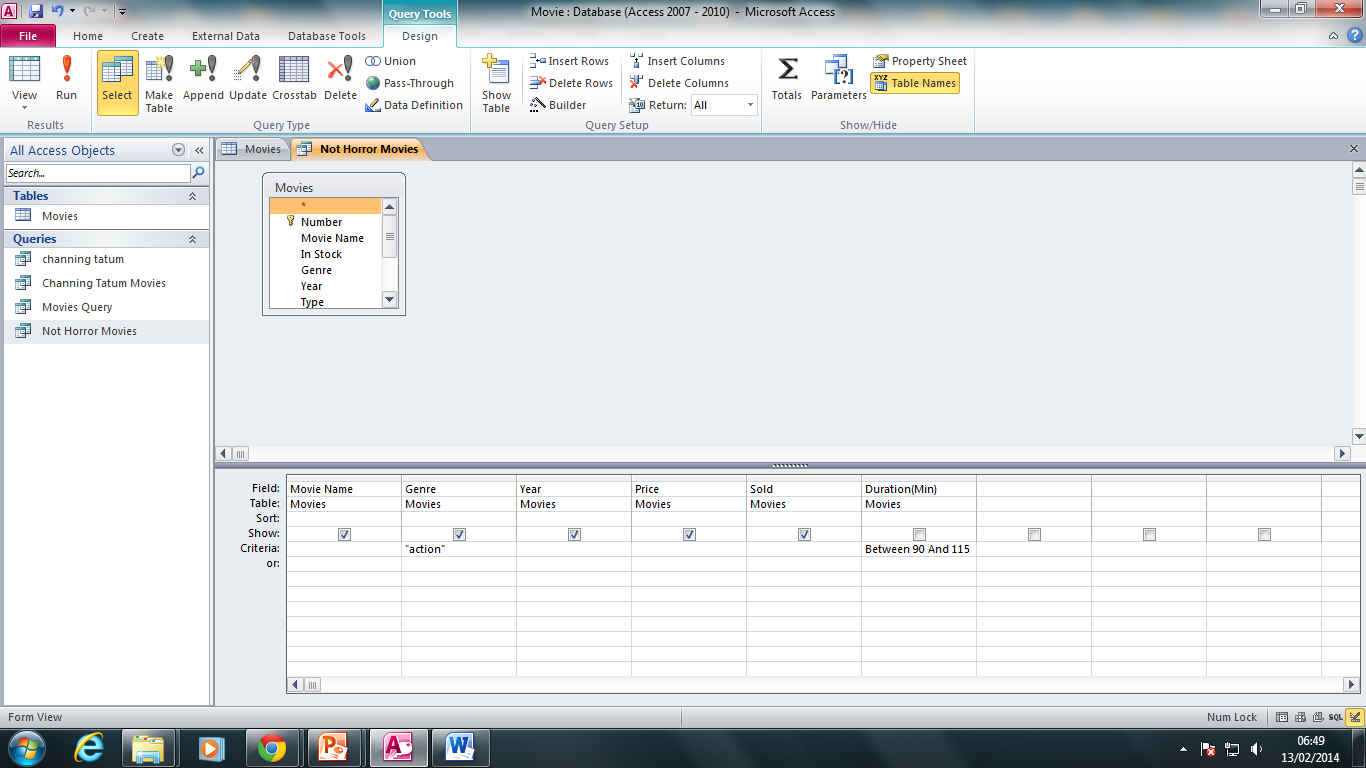 Movie : Database (Access 2007 - 2010) - Microsoft Access
Query Tools
File Home Create External Data Database Tools Design
View
Run
Results
Select
Make Table
Append
Update
Crosstab
Delete
Union
Pass-Through
Data Definition
Query Type
Show Table
Insert Rows
Delete Rows
Builder
Insert Columns
Delete Columns
Return: All
Query Setup
Totals
Parameters
Property Sheet
Table Names
Show/Hide
All Access Objects
Search...
Tables
Movies
Queries
channing tatum
Channing Tatum Movies
Movies Query
Not Horror Movies
Movies Not Horror Movies
Movies
*
Number
Movie Name
In Stock
Genre
Year
Type
Field: Movie Name Genre Year Price Sold Duration(Min)
Table: Movies Movies Movies Movies Movies Movies
Sort:
Show:
Criteria: "action" Between 90 And 115
or:
Form View Num Lock SQL
06:49
13/02/2014